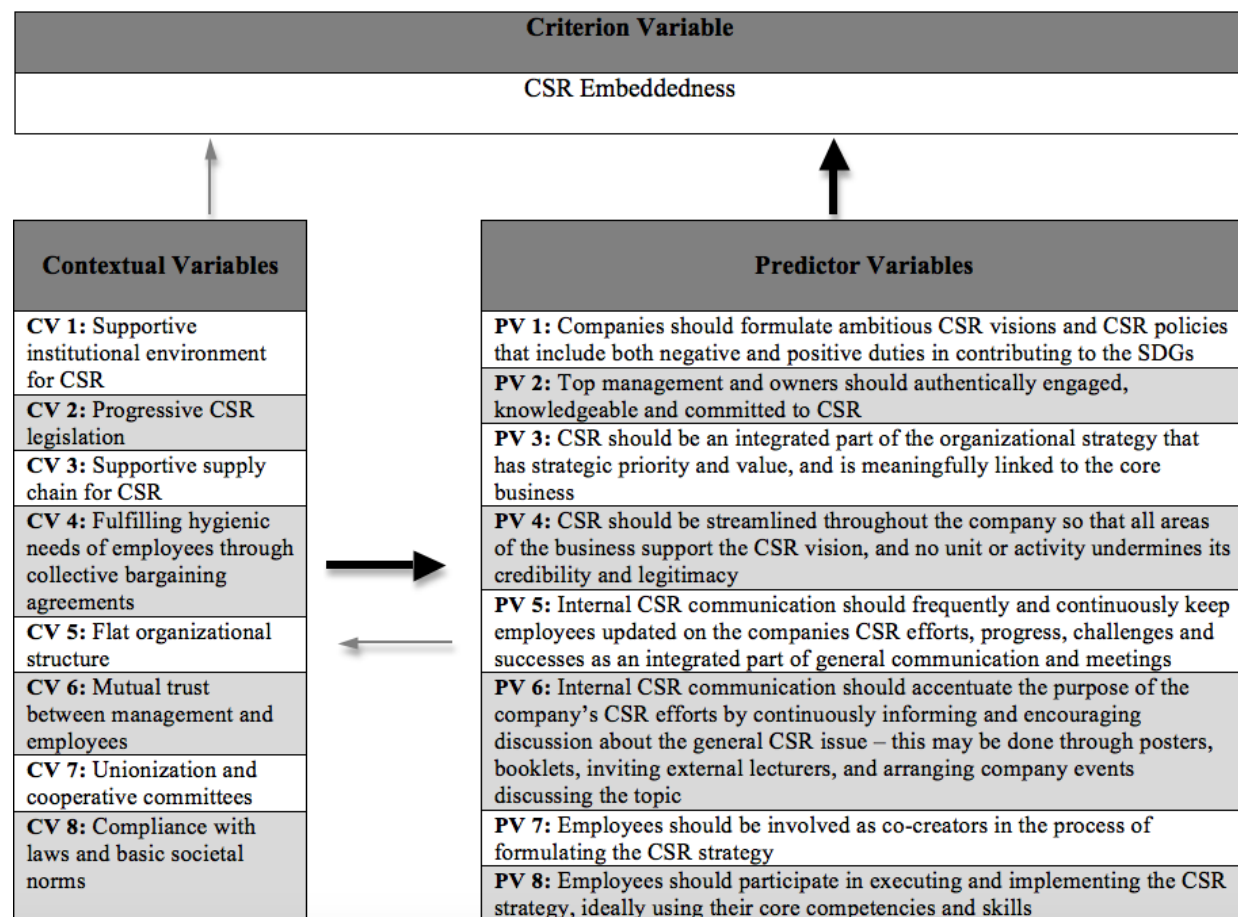 Criterion Variable
CSR Embeddedness
Contextual Variables
CV 1: Supportive
institutional environment
for CSR
CV 2: Progressive CSR
legislation
CV 3: Supportive supply
chain for CSR
CV 4: Fulfilling hygienic
needs of employees through
collective bargaining
agreements
CV 5: Flat organizational
structure
CV 6: Mutual trust
between management and
employees
CV 7: Unionization and
cooperative committees
CV 8: Compliance with
laws and basic societal
norms
Predictor Variables
PV 1: Companies should formulate ambitious CSR visions and CSR policies
that include both negative and positive duties in contributing to the SDGs
PV 2: Top management and owners should authentically engaged,
knowledgeable and committed to CSR
PV 3: CSR should be an integrated part of the organizational strategy that
has strategic priority and value, and is meaningfully linked to the core
business
PV 4: CSR should be streamlined throughout the company so that all areas
of the business support the CSR vision, and no unit or activity undermines its
credibility and legitimacy
PV 5: Internal CSR communication should frequently and continuously keep
employees updated on the companies CSR efforts, progress, challenges and
successes as an integrated part of general communication and meetings
PV 6: Internal CSR communication should accentuate the purpose of the
company's CSR efforts by continuously informing and encouraging
discussion about the general CSR issue – this may be done through posters,
booklets, inviting external lecturers, and arranging company events
discussing the topic
PV 7: Employees should be involved as co-creators in the process of
formulating the CSR strategy
PV 8: Employees should participate in executing and implementing the CSR
strategy, ideally using their core competencies and skills